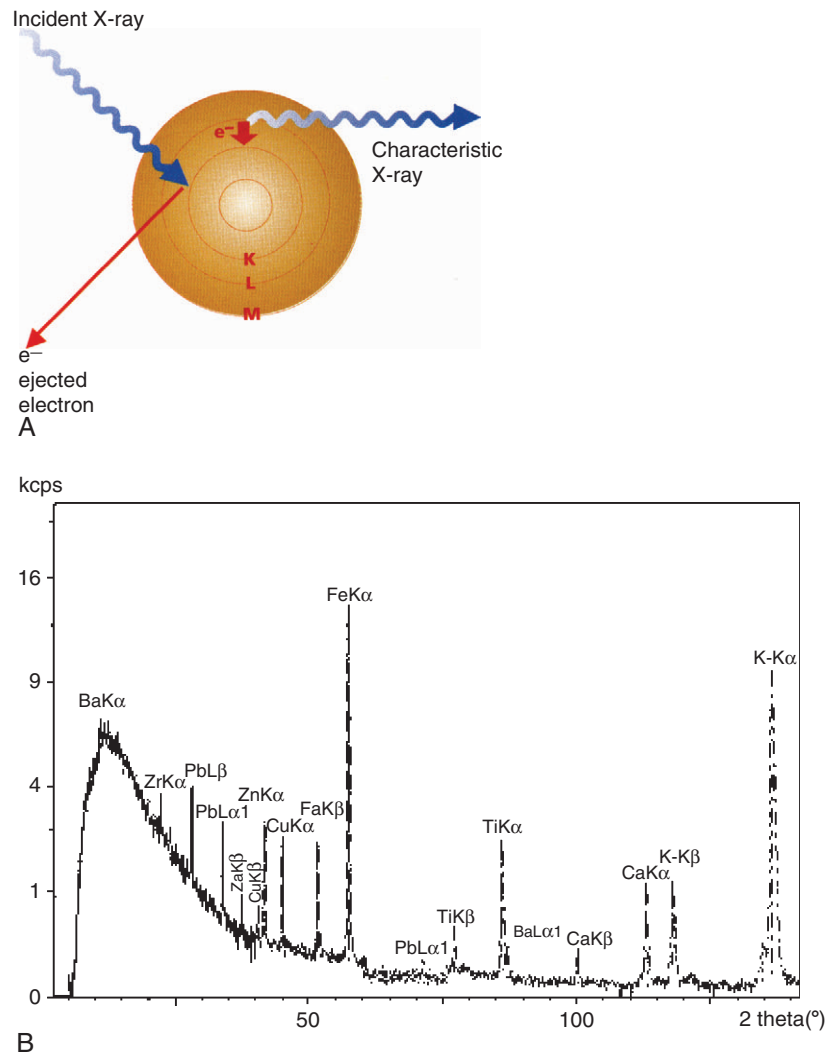 Incident X-ray
e–
Characteristic
X-ray
K
L
M
e–
ejected
electron
A
kcps
16
FeKα
K-Kα
9
BaKα
PbLβ
ZrKα
4
ZnKα
FaKβ
PbLα1
CuKα
TiKα
ZaKβ
CuKβ
K-Kβ
CaKα
1
TiKβ
BaLα1
PbLα1
CaKβ
0
50
100
2 theta(°)
B